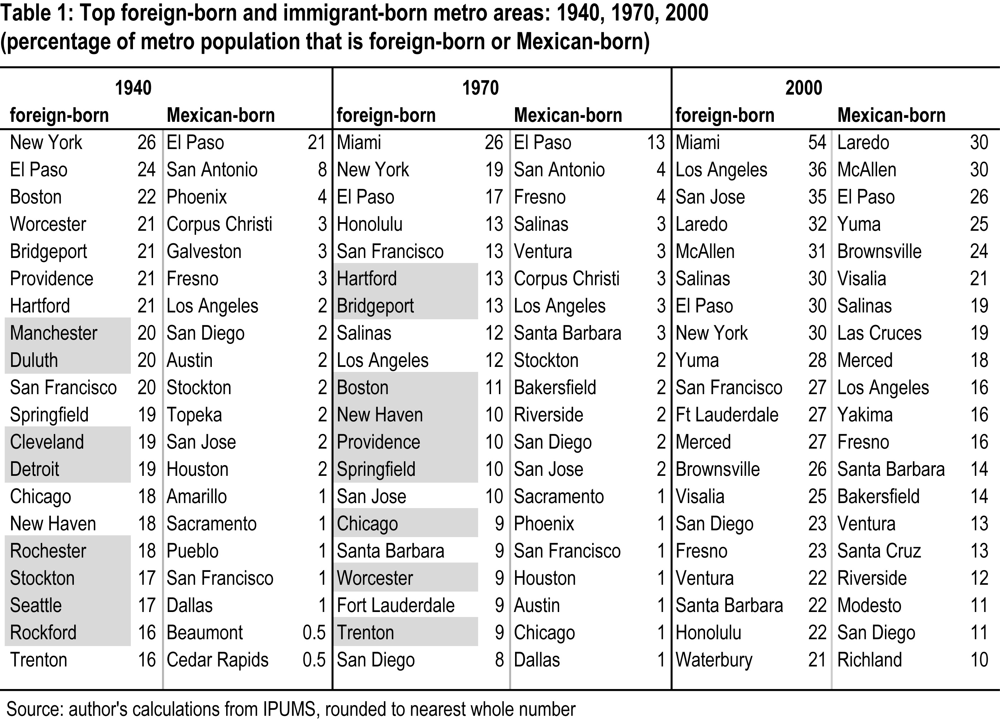 Table 1: Top foreign-born and immigrant-born metro areas: 1940, 1970, 2000
(percentage of metro population that is foreign-born or Mexican-born)
1940 1970 2000
foreign-born Mexican-born foreign-born Mexican-born foreign-born Mexican-born
New York 26 El Paso 21 Miami 26 El Paso 13 Miami 54 Laredo 30
El Paso 24 San Antonio 8 New York 19 San Antonio 4 Los Angeles 36 McAllen 30
Boston 22 Phoenix 4 El Paso 17 Fresno 4 San Jose 35 El Paso 26
Worcester 21 Corpus Christi 3 Honolulu 13 Salinas 3 Laredo 32 Yuma 25
Bridgeport 21 Galveston 3 San Francisco 13 Ventura 3 McAllen 31 Brownsville 24
Providence 21 Fresno 3 Hartford 13 Corpus Christi 3 Salinas 30 Visalia 21
Hartford 21 Los Angeles 2 Bridgeport 13 Los Angeles 3 El Paso 30 Salinas 19
Manchester 20 San Diego 2 Salinas 12 Santa Barbara 3 New York 30 Las Cruces 19
Duluth 20 Austin 2 Los Angeles 12 Stockton 2 Yuma 28 Merced 18
San Francisco 20 Stockton 2 Boston 11 Bakersfield 2 San Francisco 27 Los Angeles 16
Springfield 19 Topeka 2 New Haven 10 Riverside 2 Ft Lauderdale 27 Yakima 16
Cleveland 19 San Jose 2 Providence 10 San Diego 2 Merced 27 Fresno 16
Detroit 19 Houston 2 Springfield 10 San Jose 2 Brownsville 26 Santa Barbara 14
Chicago 18 Amarillo 1 San Jose 10 Sacramento 1 Visalia 25 Bakersfield 14
New Haven 18 Sacramento 1 Chicago 9 Phoenix 1 San Diego 23 Ventura 13
Rochester 18 Pueblo 1 Santa Barbara 9 San Francisco 1 Fresno 23 Santa Cruz 13
Stockton 17 San Francisco 1 Worcester 9 Houston 1 Ventura 22 Riverside 12
Seattle 17 Dallas 1 Fort Lauderdale 9 Austin 1 Santa Barbara 22 Modesto 11
Rockford 16 Beaumont 0.5 Trenton 9 Chicago 1 Honolulu 22 San Diego 11
Trenton 16 Cedar Rapids 0.5 San Diego 8 Dallas 1 Waterbury 21 Richland 10
Source: author's calculations from IPUMS, rounded to nearest whole number